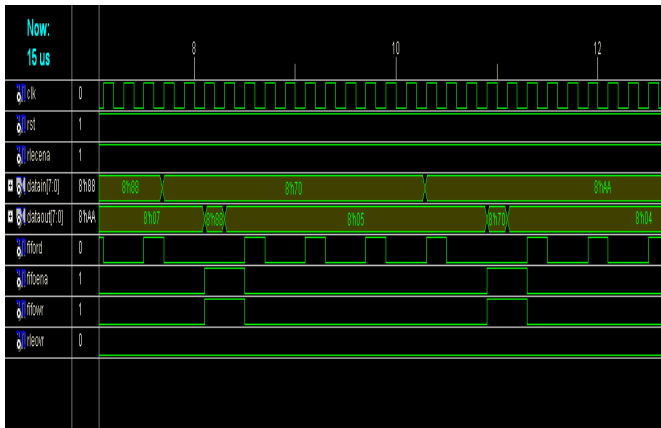 Now:
15 us
8 10 12
clk 0
rst 1
rlecena 1
datain[7:0] 8'h88 8'h88 8'h70 8'hAA
dataout[7:0] 8'hAA 8'h07 8'h88 8'h05 8'h70 8'h04
fiford 0
fifoena 1
fifowr 1
rleovr 0